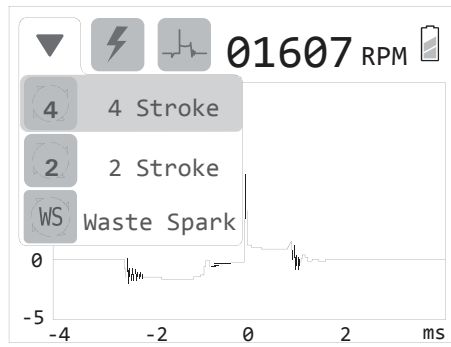 01607 RPM
4 4 Stroke
2 2 Stroke
WS Waste Spark
0
-5
-4 -2 0 2 ms